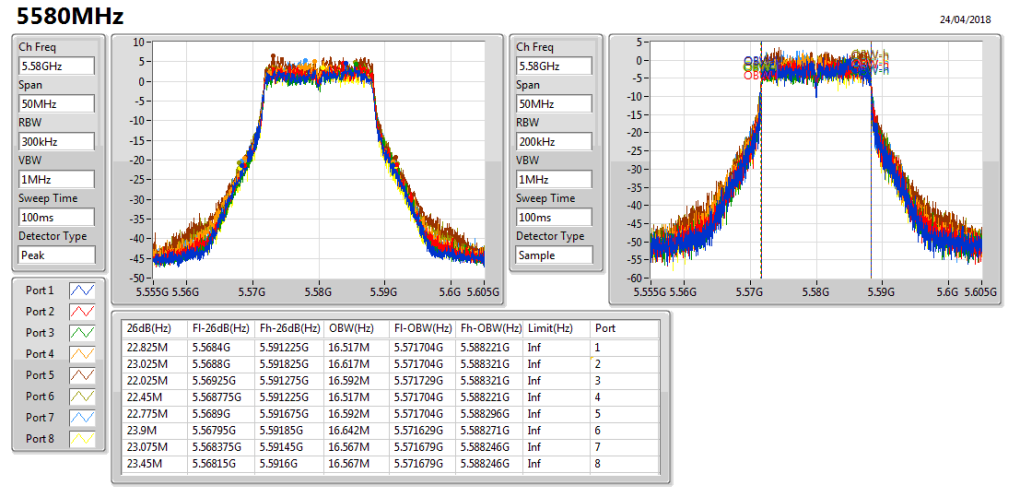 5580MHz
24/04/2018
Ch Freq
5.58GHz
Span
50MHz
RBW
300kHz
VBW
1MHz
Sweep Time
100ms
Detector Type
Peak
10
5
0
-5
-10
-15
-20
-25
-30
-35
-40
-45
-50
5.555G 5.56G 5.57G 5.58G 5.59G 5.6G 5.605G
Ch Freq
5.58GHz
Span
50MHz
RBW
200kHz
VBW
1MHz
Sweep Time
100ms
Detector Type
Sample
5
0
-5
-10
-15
-20
-25
-30
-35
-40
-45
-50
-55
-60
5.555G 5.56G 5.57G 5.58G 5.59G 5.6G 5.605G
Port 1
Port 2
Port 3
Port 4
Port 5
Port 6
Port 7
Port 8
26dB(Hz) Fl-26dB(Hz) Fh-26dB(Hz) OBW(Hz) Fl-OBW(Hz) Fh-OBW(Hz) Limit(Hz) Port
22.825M 5.5684G 5.591225G 16.517M 5.571704G 5.588221G Inf 1
23.025M 5.5688G 5.591825G 16.617M 5.571704G 5.588321G Inf 2
22.025M 5.56925G 5.591275G 16.592M 5.571729G 5.588321G Inf 3
22.45M 5.568775G 5.591225G 16.517M 5.571704G 5.588221G Inf 4
22.775M 5.5689G 5.591675G 16.592M 5.571704G 5.588296G Inf 5
23.9M 5.56795G 5.59185G 16.642M 5.571629G 5.588271G Inf 6
23.075M 5.568375G 5.59145G 16.567M 5.571679G 5.588246G Inf 7
23.45M 5.56815G 5.5916G 16.567M 5.571679G 5.588246G Inf 8